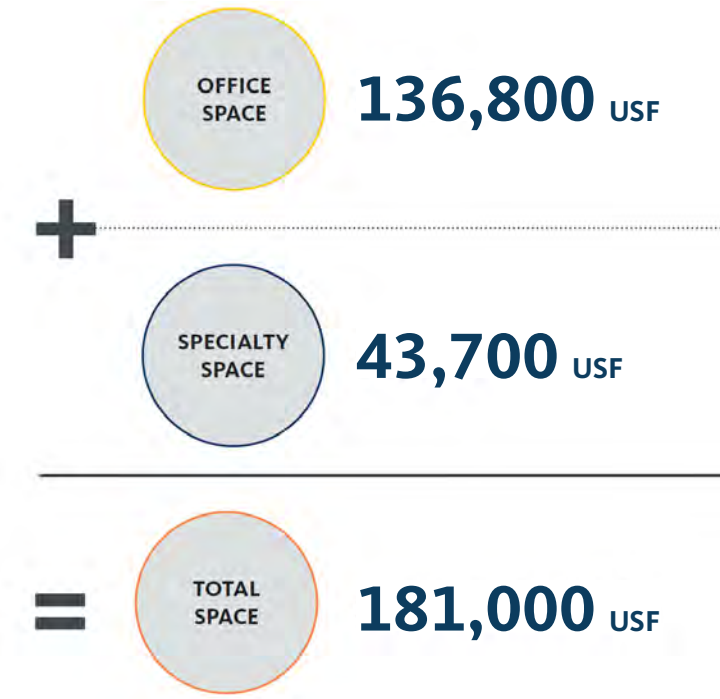 OFFICE
SPACE
136,800 USF
+
SPECIALTY
SPACE
43,700 USF
=
TOTAL
SPACE
181,000 USF